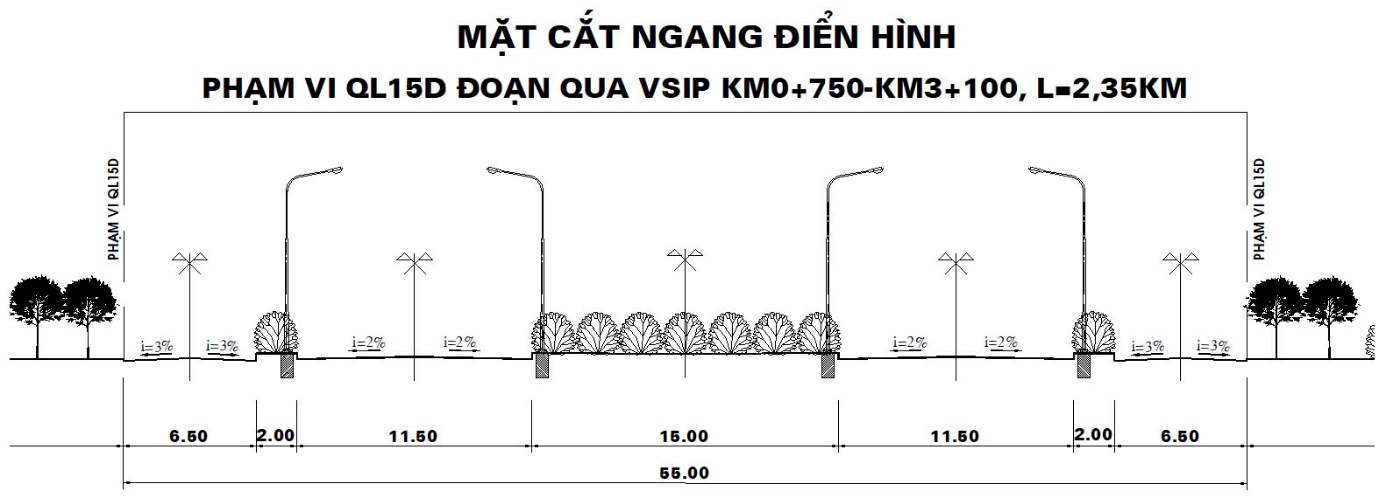 MẶT CẮT NGANG ĐIỂN HÌNH
PHẠM VI QL15D ĐOẠN QUA VSIP KM0+750-KM3+100, L=2,35KM
PHẠM VI QL15D
PHẠM VI QL15D
i=3% i=3% i=2% i=2% i=2% i=2% i=3% i=3%
6.50 2.00 11.50 15.00 11.50 2.00 6.50
55.00